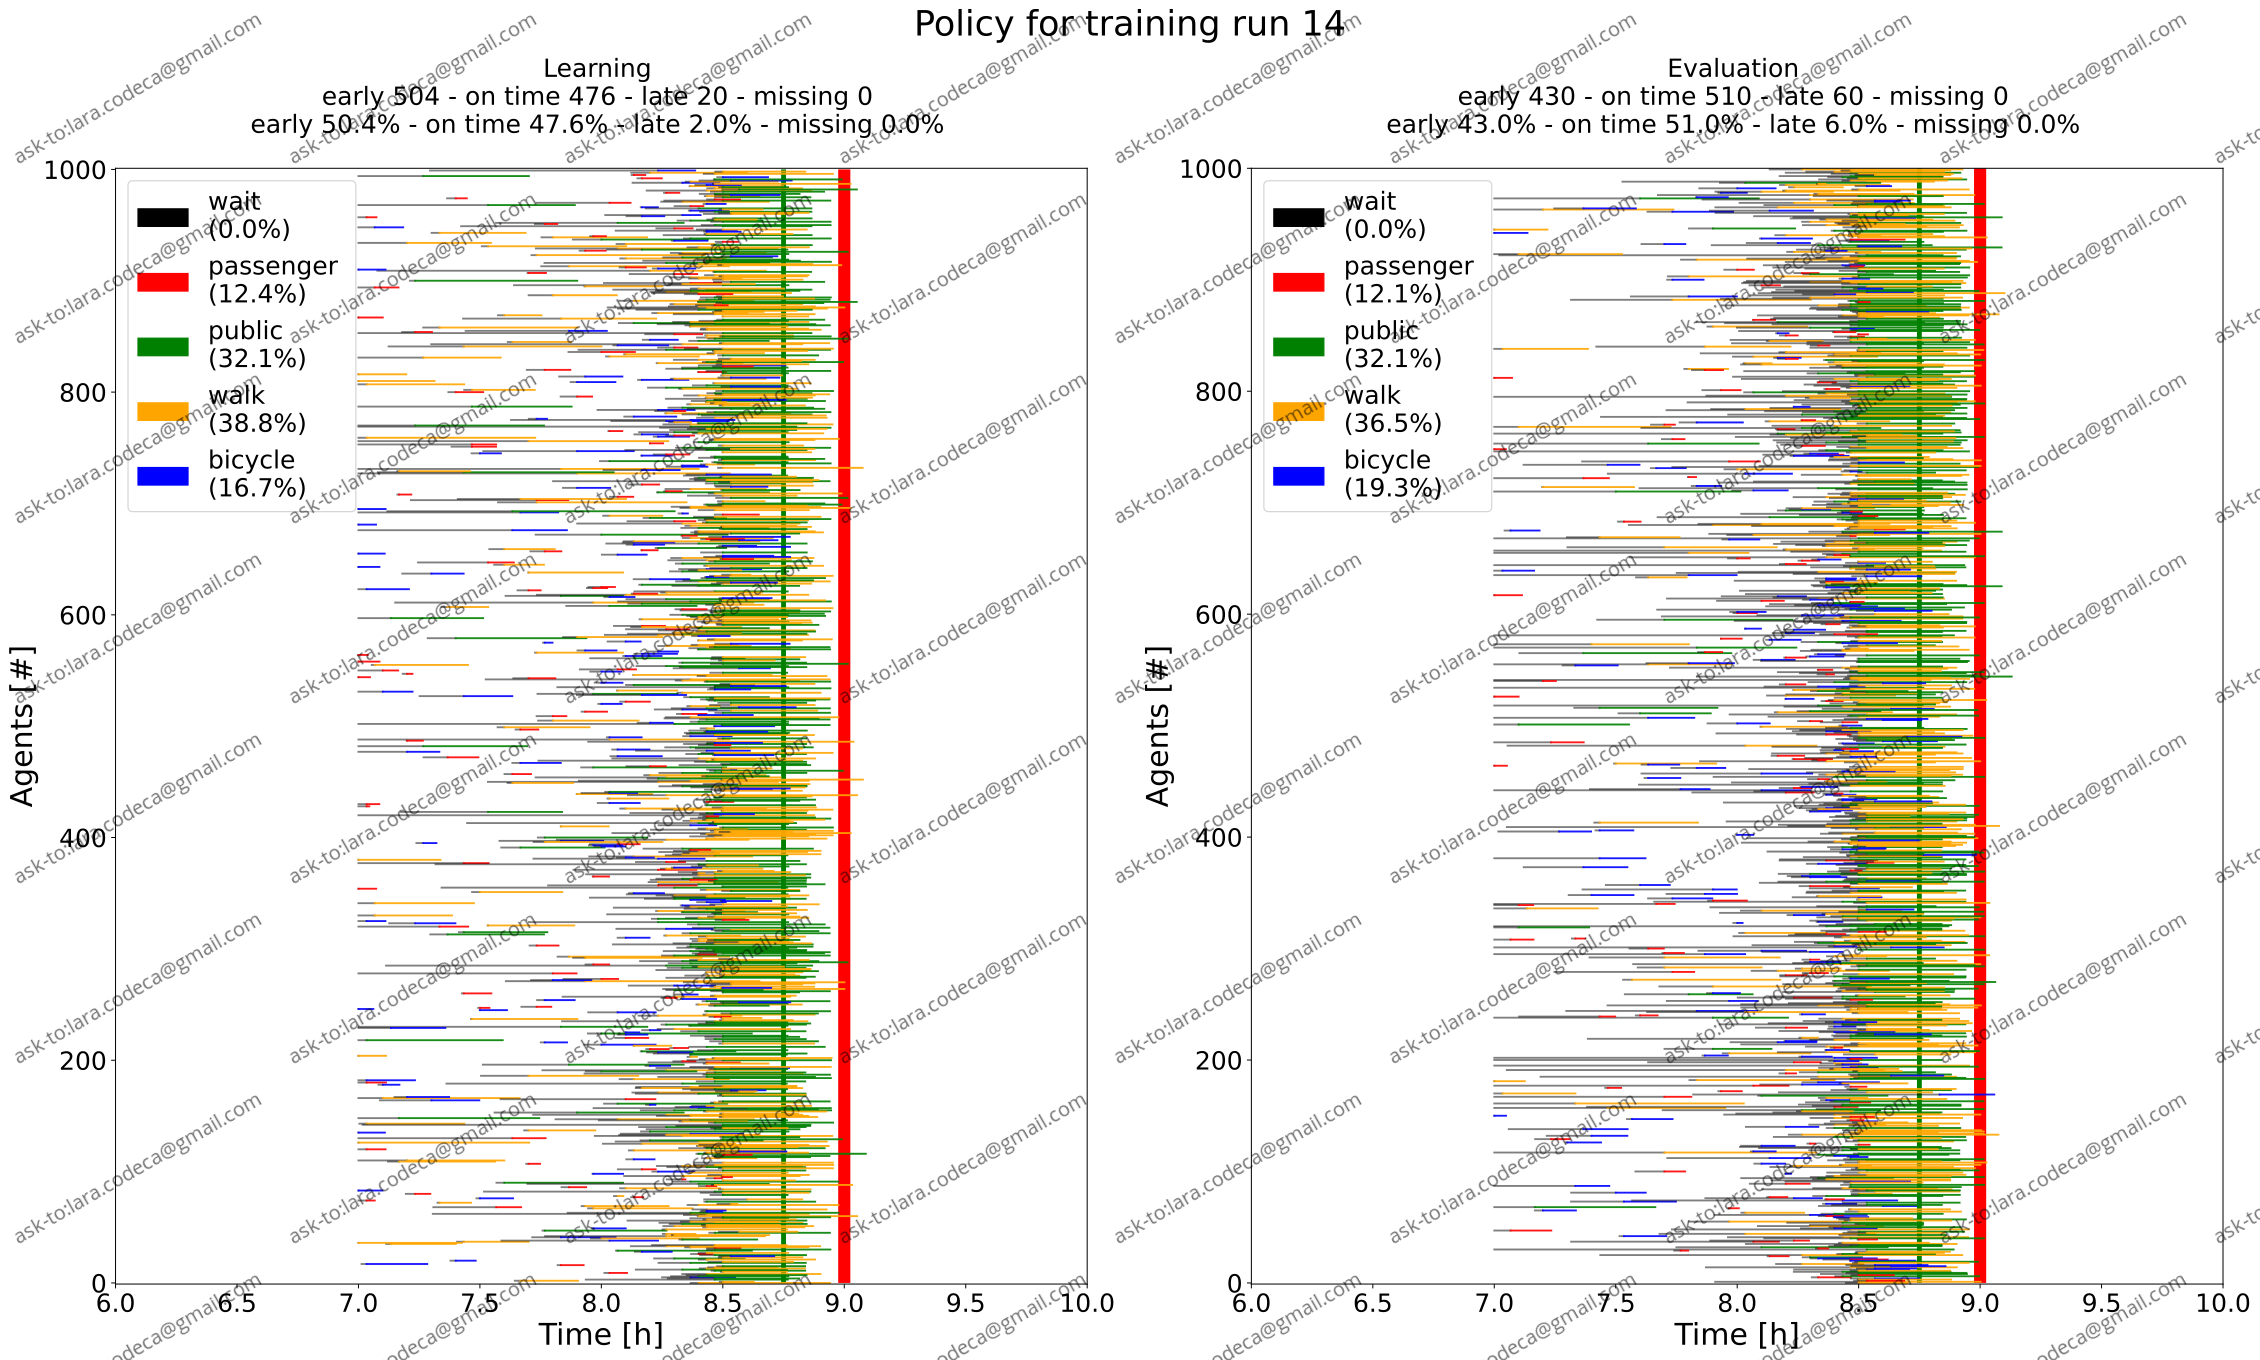 Policy for training run 14
Learning
early 504 - on time 476 - late 20 - missing 0
early 50.4% - on time 47.6% - late 2.0% - missing 0.0%
1000
800
600
400
200
0
Agents [#]
wait
(0.0%)
passenger
(12.4%)
public
(32.1%)
walk
(38.8%)
bicycle
(16.7%)
6.0 6.5 7.0 7.5 8.0 8.5 9.0 9.5 10.0
Time [h]
Evaluation
early 430 - on time 510 - late 60 - missing 0
early 43.0% - on time 51.0% - late 6.0% - missing 0.0%
1000
800
600
400
200
0
Agents [#]
wait
(0.0%)
passenger
(12.1%)
public
(32.1%)
walk
(36.5%)
bicycle
(19.3%)
6.0 6.5 7.0 7.5 8.0 8.5 9.0 9.5 10.0
Time [h]
ask-to:lara.codeca@gmail.com